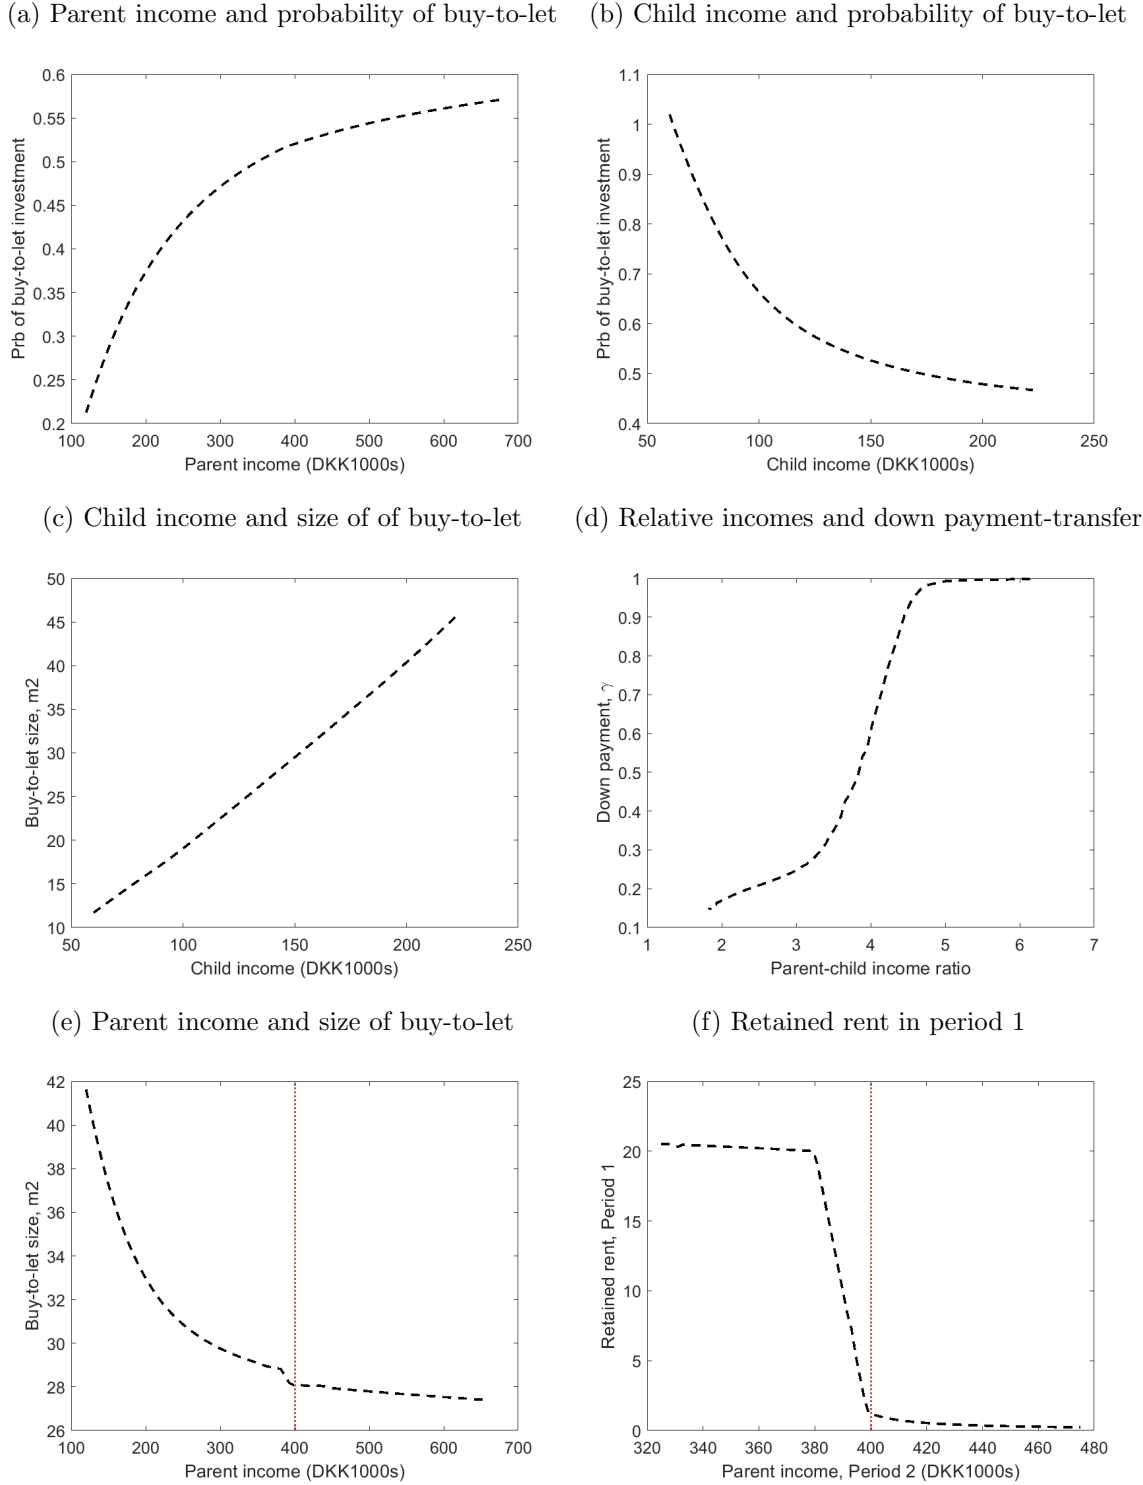 (a) Parent income and probability of buy-to-let
0.6
0.55
0.5
0.45
0.4
0.35
0.3
0.25
0.2
Prb of buy-to-let investment
100 200 300 400 500 600 700
Parent income (DKK1000s)
(b) Child income and probability of buy-to-let
1.1
1
0.9
0.8
0.7
0.6
0.5
0.4
Prb of buy-to-let investment
50 100 150 200 250
Child income (DKK1000s)
(c) Child income and size of of buy-to-let
50
45
40
35
30
25
20
15
10
Buy-to-let size, m2
50 100 150 200 250
Child income (DKK1000s)
(d) Relative incomes and down payment-transfer
1
0.9
0.8
0.7
0.6
0.5
0.4
0.3
0.2
0.1
Down payment, γ
1 2 3 4 5 6 7
Parent-child income ratio
(e) Parent income and size of buy-to-let
42
40
38
36
34
32
30
28
26
Buy-to-let size, m2
100 200 300 400 500 600 700
Parent income (DKK1000s)
(f) Retained rent in period 1
25
20
15
10
5
0
Retained rent, Period 1
320 340 360 380 400 420 440 460 480
Parent income, Period 2 (DKK1000s)